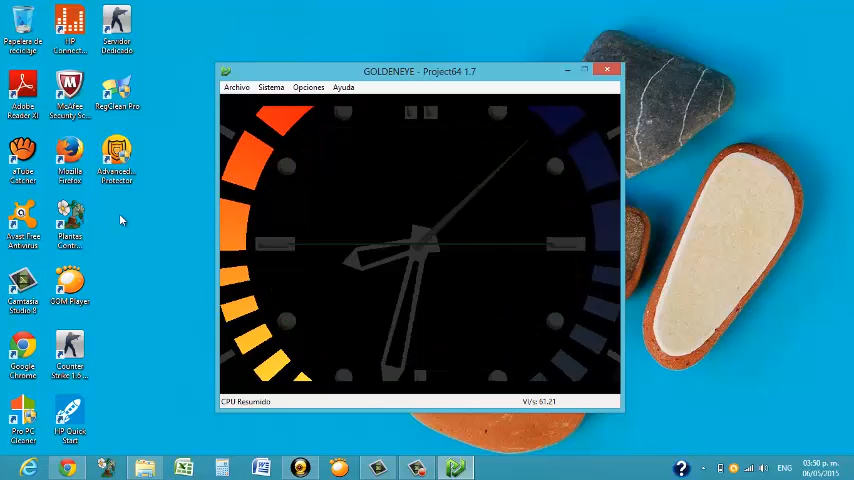 Papelera de
reciclaje
HP
Connect...
Servidor
Dedicado
Adobe
Reader XI
McAfee
Security Se...
RegClean Pro
aTube
Catcher
Mozilla
Firefox
Advanced...
Protector
Avast Free
Antivirus
Plantas
Contr...
Camtasia
Studio 8
GOM Player
Google
Chrome
Counter
Strike 1.6 ...
Pro PC
Cleaner
HP Quick
Start
GOLDENEYE - Project64 1.7
Archivo Sistema Opciones Ayuda
CPU Resumido
VI/s: 61.21
ENG
03:50 p. m.
06/05/2015